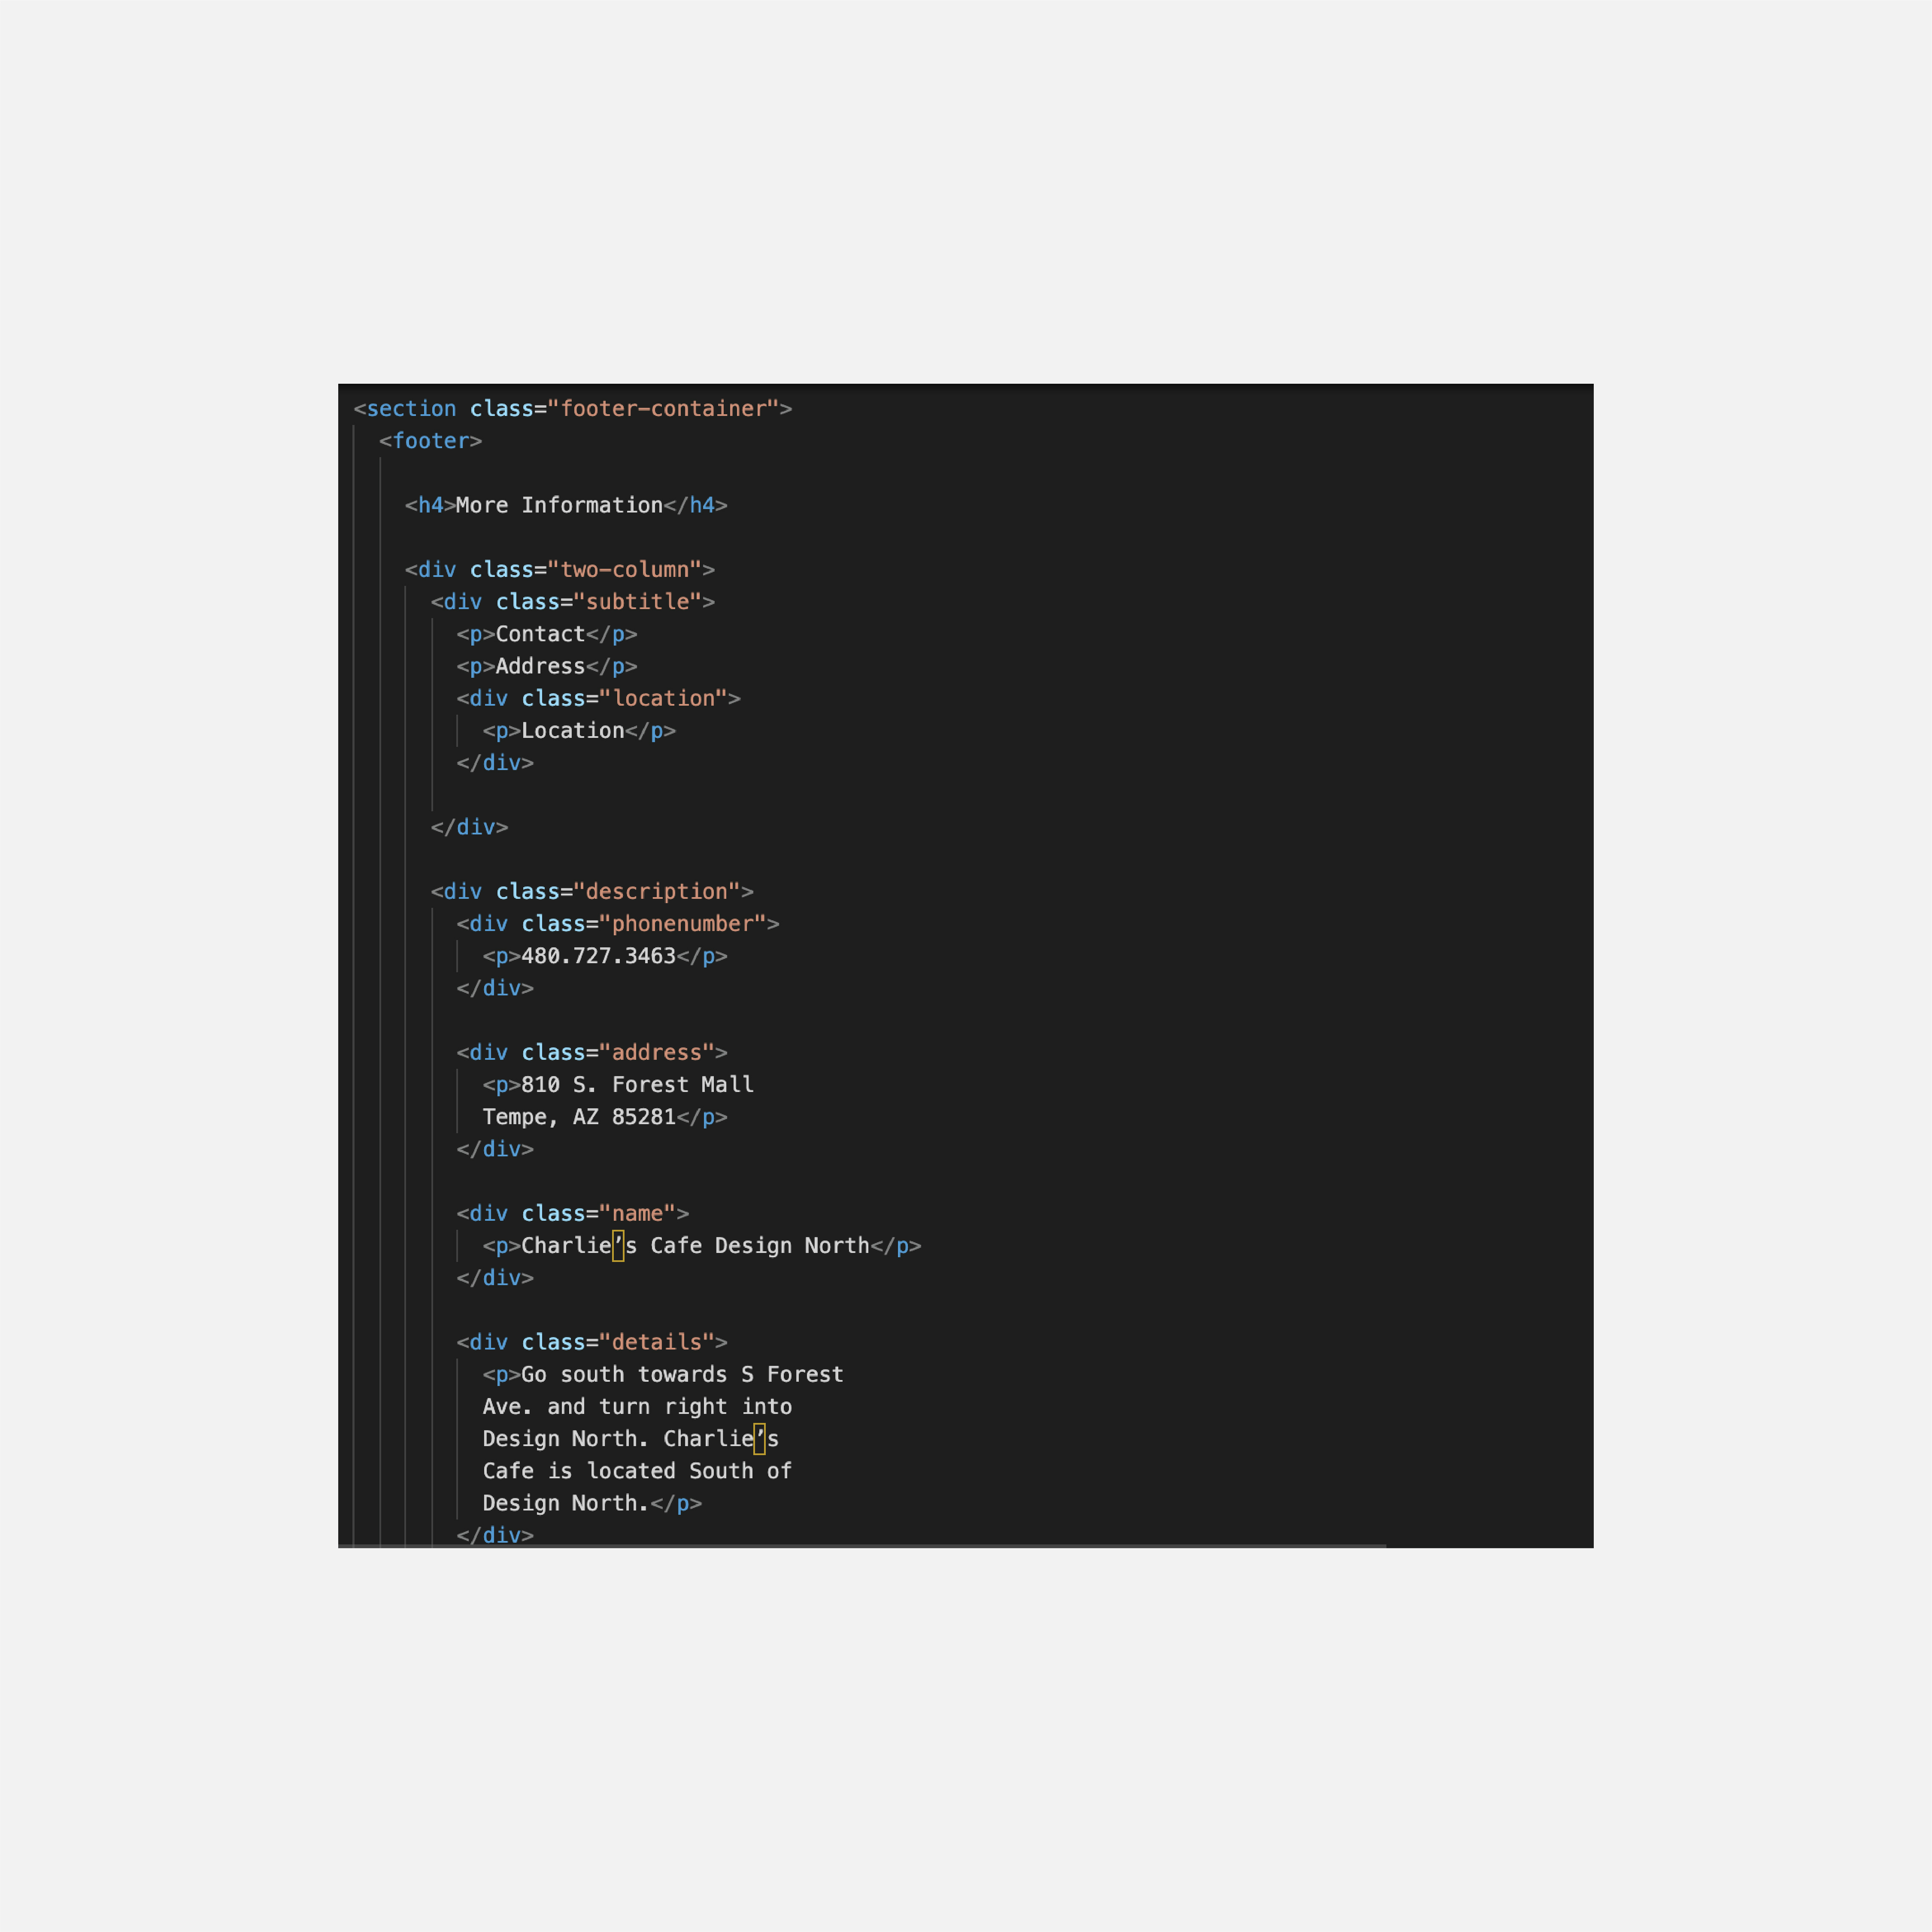 <section class="footer-container">
<footer>
<h4>More Information</h4>
<div class="two-column">
<div class="subtitle">
<p>Contact</p>
<p>Address</p>
<div class="location">
<p>Location</p>
</div>
</div>
<div class="description">
<div class="phonenumber">
<p>480.727.3463</p>
</div>
<div class="address">
<p>810 S. Forest Mall
Tempe, AZ 85281</p>
</div>
<div class="name">
<p>Charlie’s Cafe Design North</p>
</div>
<div class="details">
<p>Go south towards S Forest
Ave. and turn right into
Design North. Charlie’s
Cafe is located South of
Design North.</p>
</div>